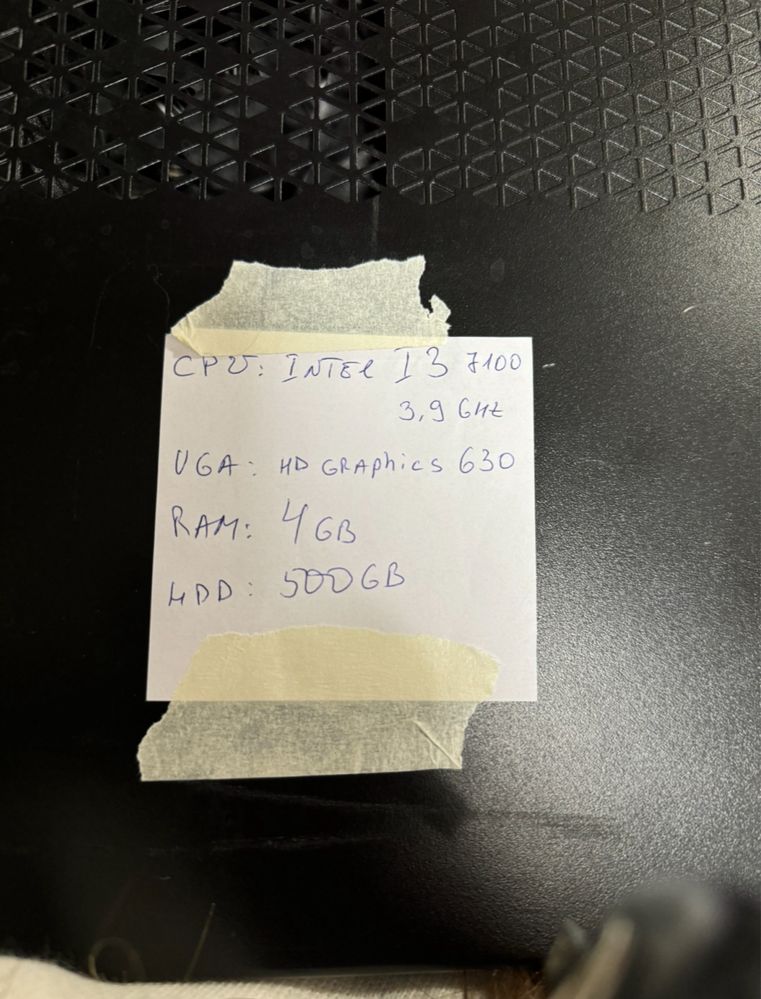 CPU: INTEl I3 7100
3,9 GHz
VGA: HD GRAphics 630
RAM: 4GB
HDD: 500GB